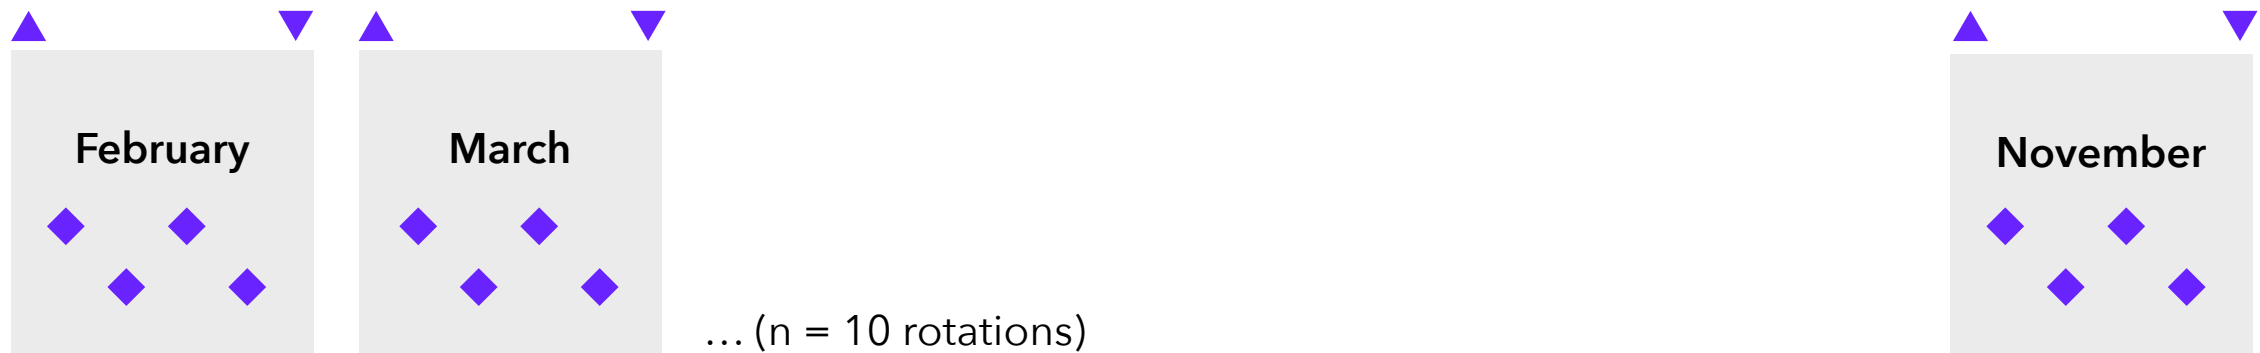 February
March
November
… (n = 10 rotations)